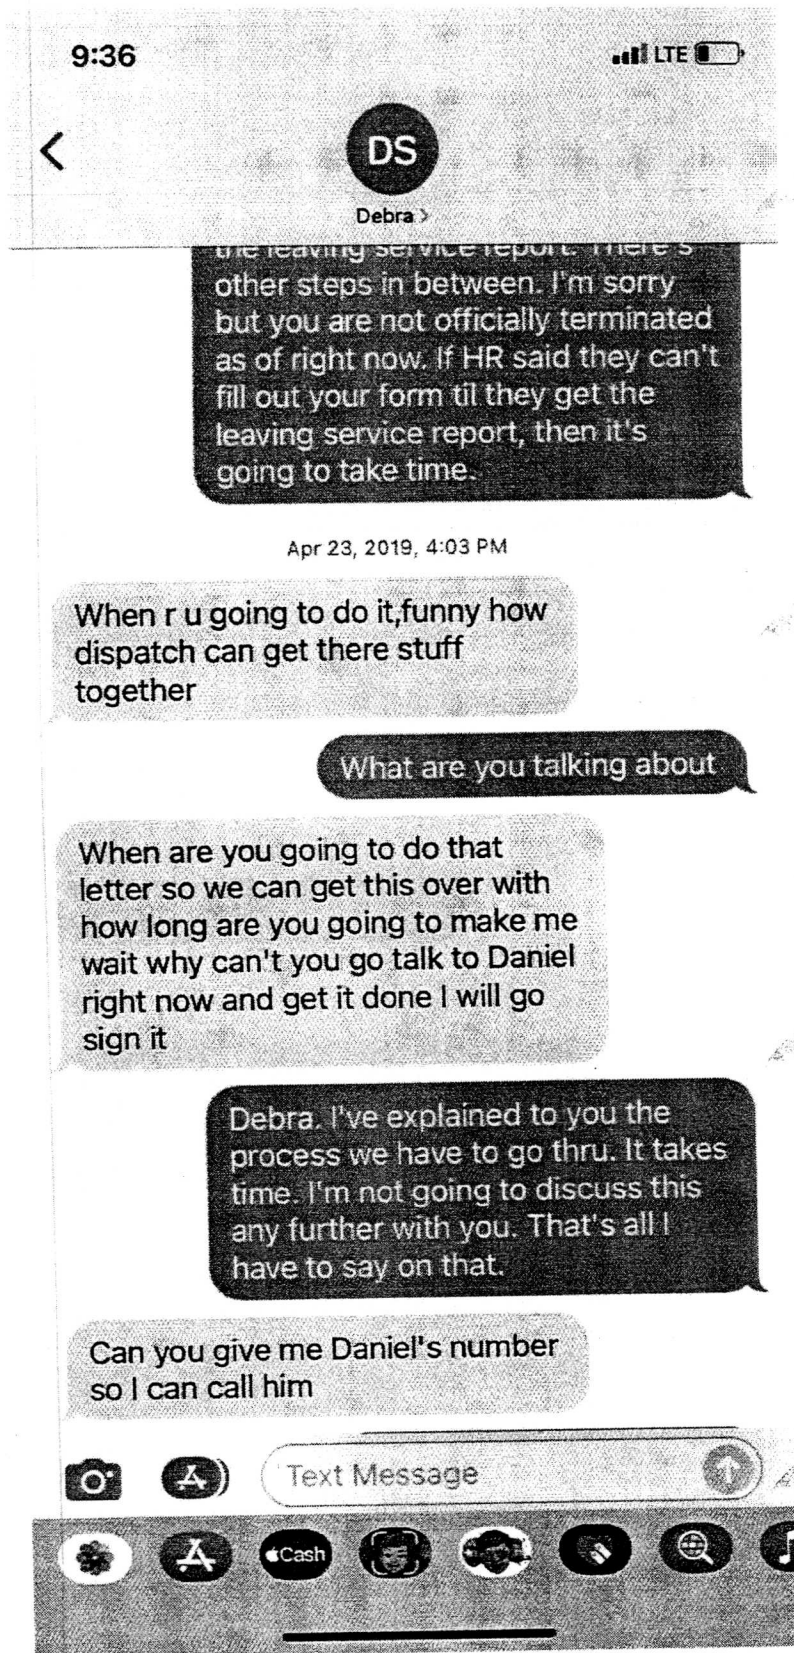 9:36
LTE
DS
Debra >
the leaving service report. There's
other steps in between. I'm sorry
but you are not officially terminated
as of right now. If HR said they can't
fill out your form til they get the
leaving service report, then it's
going to take time.
Apr 23, 2019, 4:03 PM
When r u going to do it,funny how
dispatch can get there stuff
together
What are you talking about
When are you going to do that
letter so we can get this over with
how long are you going to make me
wait why can't you go talk to Daniel
right now and get it done I will go
sign it
Debra. I've explained to you the
process we have to go thru. It takes
time. I'm not going to discuss this
any further with you. That's all I
have to say on that.
Can you give me Daniel's number
so I can call him
Text Message
Cash